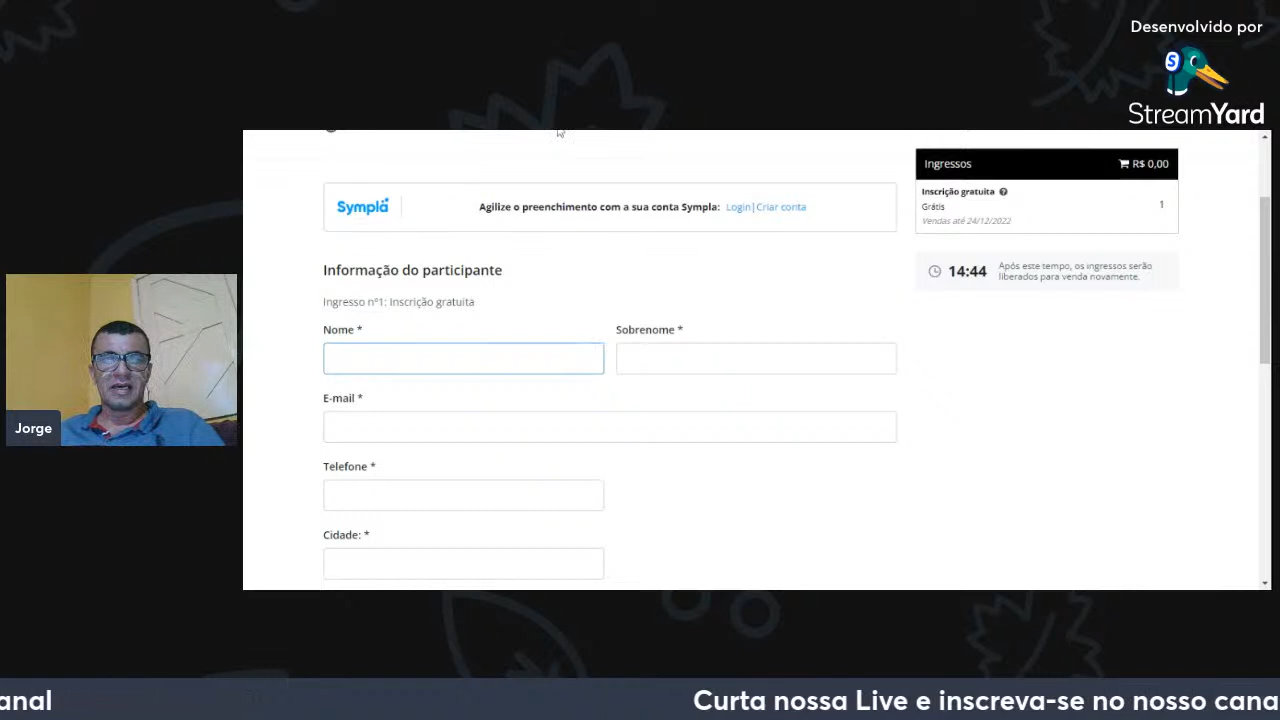 Desenvolvido por
StreamYard
Ingressos R$ 0,00
Inscrição gratuita
Grátis 1
Vendas até 24/12/2022
Sympla
Agilize o preenchimento com a sua conta Sympla: Login|Criar conta
14:44
Após este tempo, os ingressos serão
liberados para venda novamente.
Informação do participante
Ingresso nº1: Inscrição gratuita
Nome * Sobrenome *
E-mail *
Telefone *
Cidade: *
Jorge
anal Curta nossa Live e inscreva-se no nosso cana